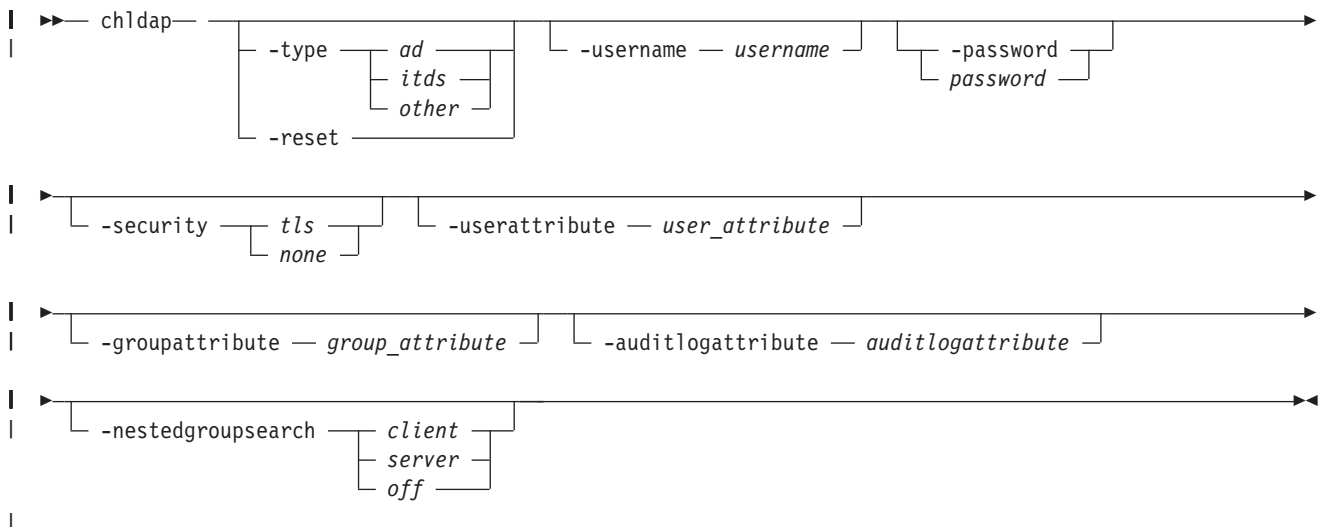 chldap
-type ad -username username -password
itds password
other
-reset
-security tls -userattribute user_attribute
none
-groupattribute group_attribute -auditlogattribute auditlogattribute
-nestedgroupsearch client
server
off